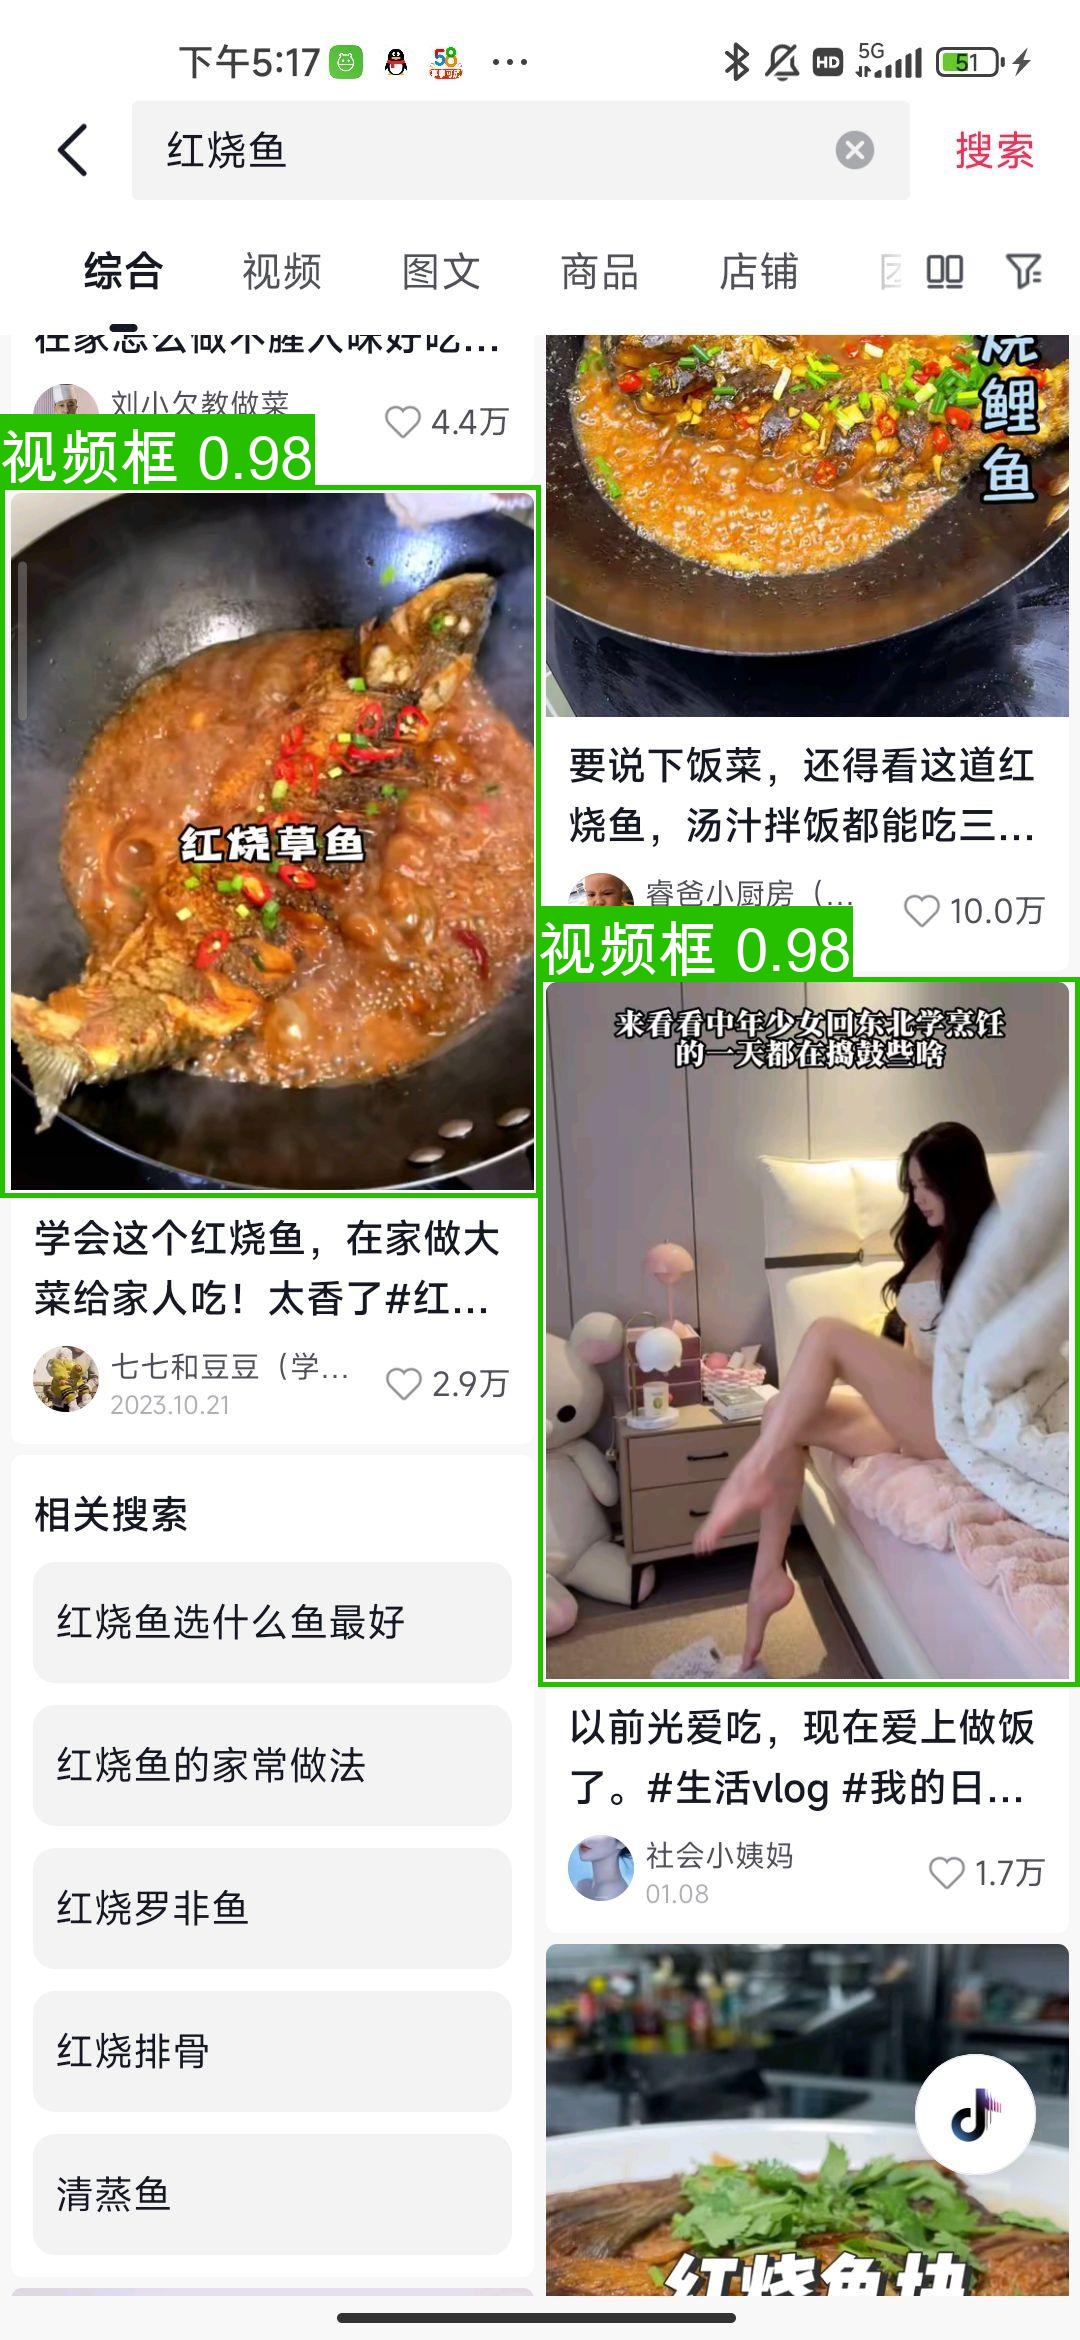 下午5:17
58
...
HD
5G
51
红烧鱼
搜索
综合
视频
图文
商品
店铺
在家怎么做不腥入味好吃...
刘小欠教做菜
4.4万
视频框 0.98
红烧草鱼
学会这个红烧鱼，在家做大
菜给家人吃！太香了#红...
七七和豆豆（学...
2023.10.21
2.9万
相关搜索
红烧鱼选什么鱼最好
红烧鱼的家常做法
红烧罗非鱼
红烧排骨
清蒸鱼
烧鲤鱼
要说下饭菜，还得看这道红
烧鱼，汤汁拌饭都能吃三...
睿爸小厨房（...
10.0万
视频框 0.98
来看看中年少女回东北学烹饪
的一天都在捣鼓些啥
以前光爱吃，现在爱上做饭
了。#生活vlog #我的日...
社会小姨妈
01.08
1.7万
红烧鱼块